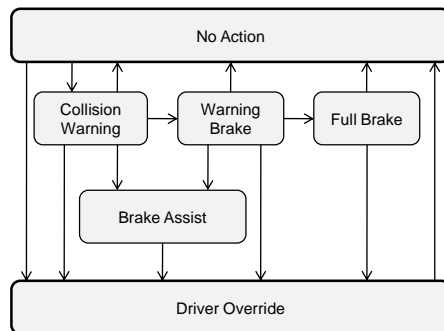 No Action
Collision
Warning
Warning
Brake
Full Brake
Brake Assist
Driver Override